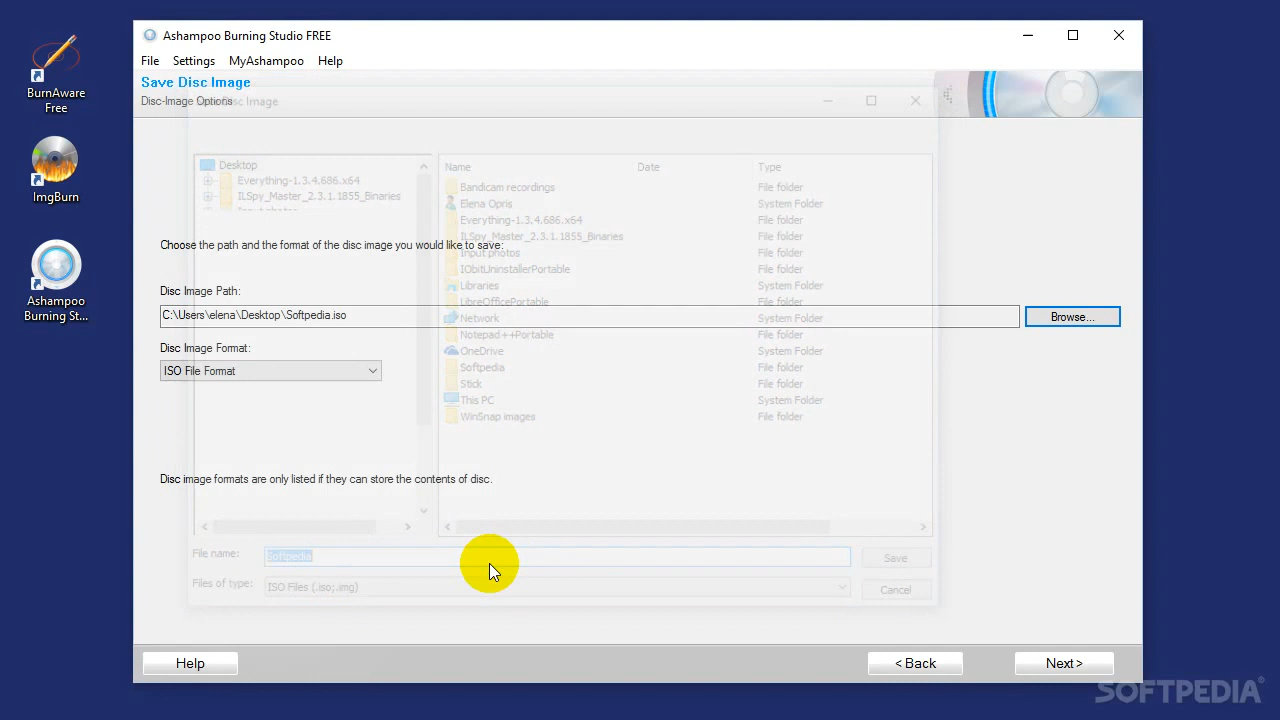 BurnAware
Free
ImgBurn
Ashampoo
Burning St...
Ashampoo Burning Studio FREE
File Settings MyAshampoo Help
Save Disc Image
Disc-Image Options
Disc Image
Desktop
Everything-1.3.4.686.x64
ILSpy_Master_2.3.1.1855_Binaries
Input photos
Name Date Type
Bandicam recordings File folder
Elena Opris System Folder
Everything-1.3.4.686.x64 File folder
ILSpy_Master_2.3.1.1855_Binaries File folder
Input photos File folder
IObitUninstallerPortable File folder
Libraries System Folder
LibreOfficePortable File folder
Network System Folder
Notepad++Portable File folder
OneDrive System Folder
Softpedia File folder
Stick File folder
This PC System Folder
WinSnap images File folder
Choose the path and the format of the disc image you would like to save:
Disc Image Path:
C:\Users\elena\Desktop\Softpedia.iso
Browse...
Disc Image Format:
ISO File Format
Disc image formats are only listed if they can store the contents of disc.
File name: Softpedia Save
Files of type: ISO Files (.iso;.img) Cancel
Help < Back Next >
SOFTPEDIA®